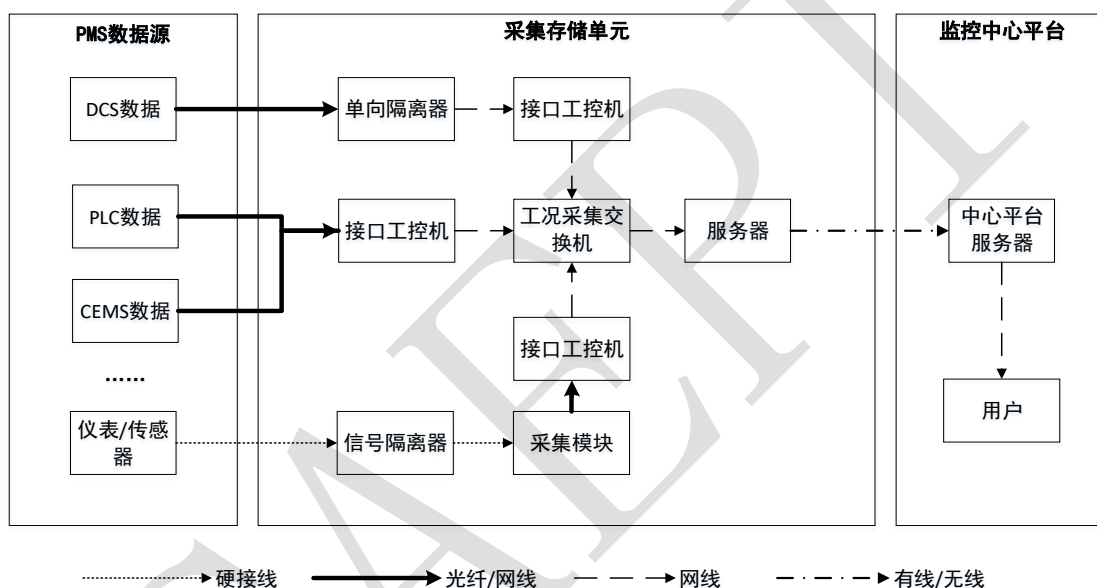 PMS数据源
采集存储单元
监控中心平台
DCS数据
单向隔离器
接口工控机
PLC数据
接口工控机
工况采集交
换机
服务器
中心平台
服务器
CEMS数据
接口工控机
……
用户
仪表/传感
器
信号隔离器
采集模块
硬接线
光纤/网线
网线
有线/无线
CAEPI